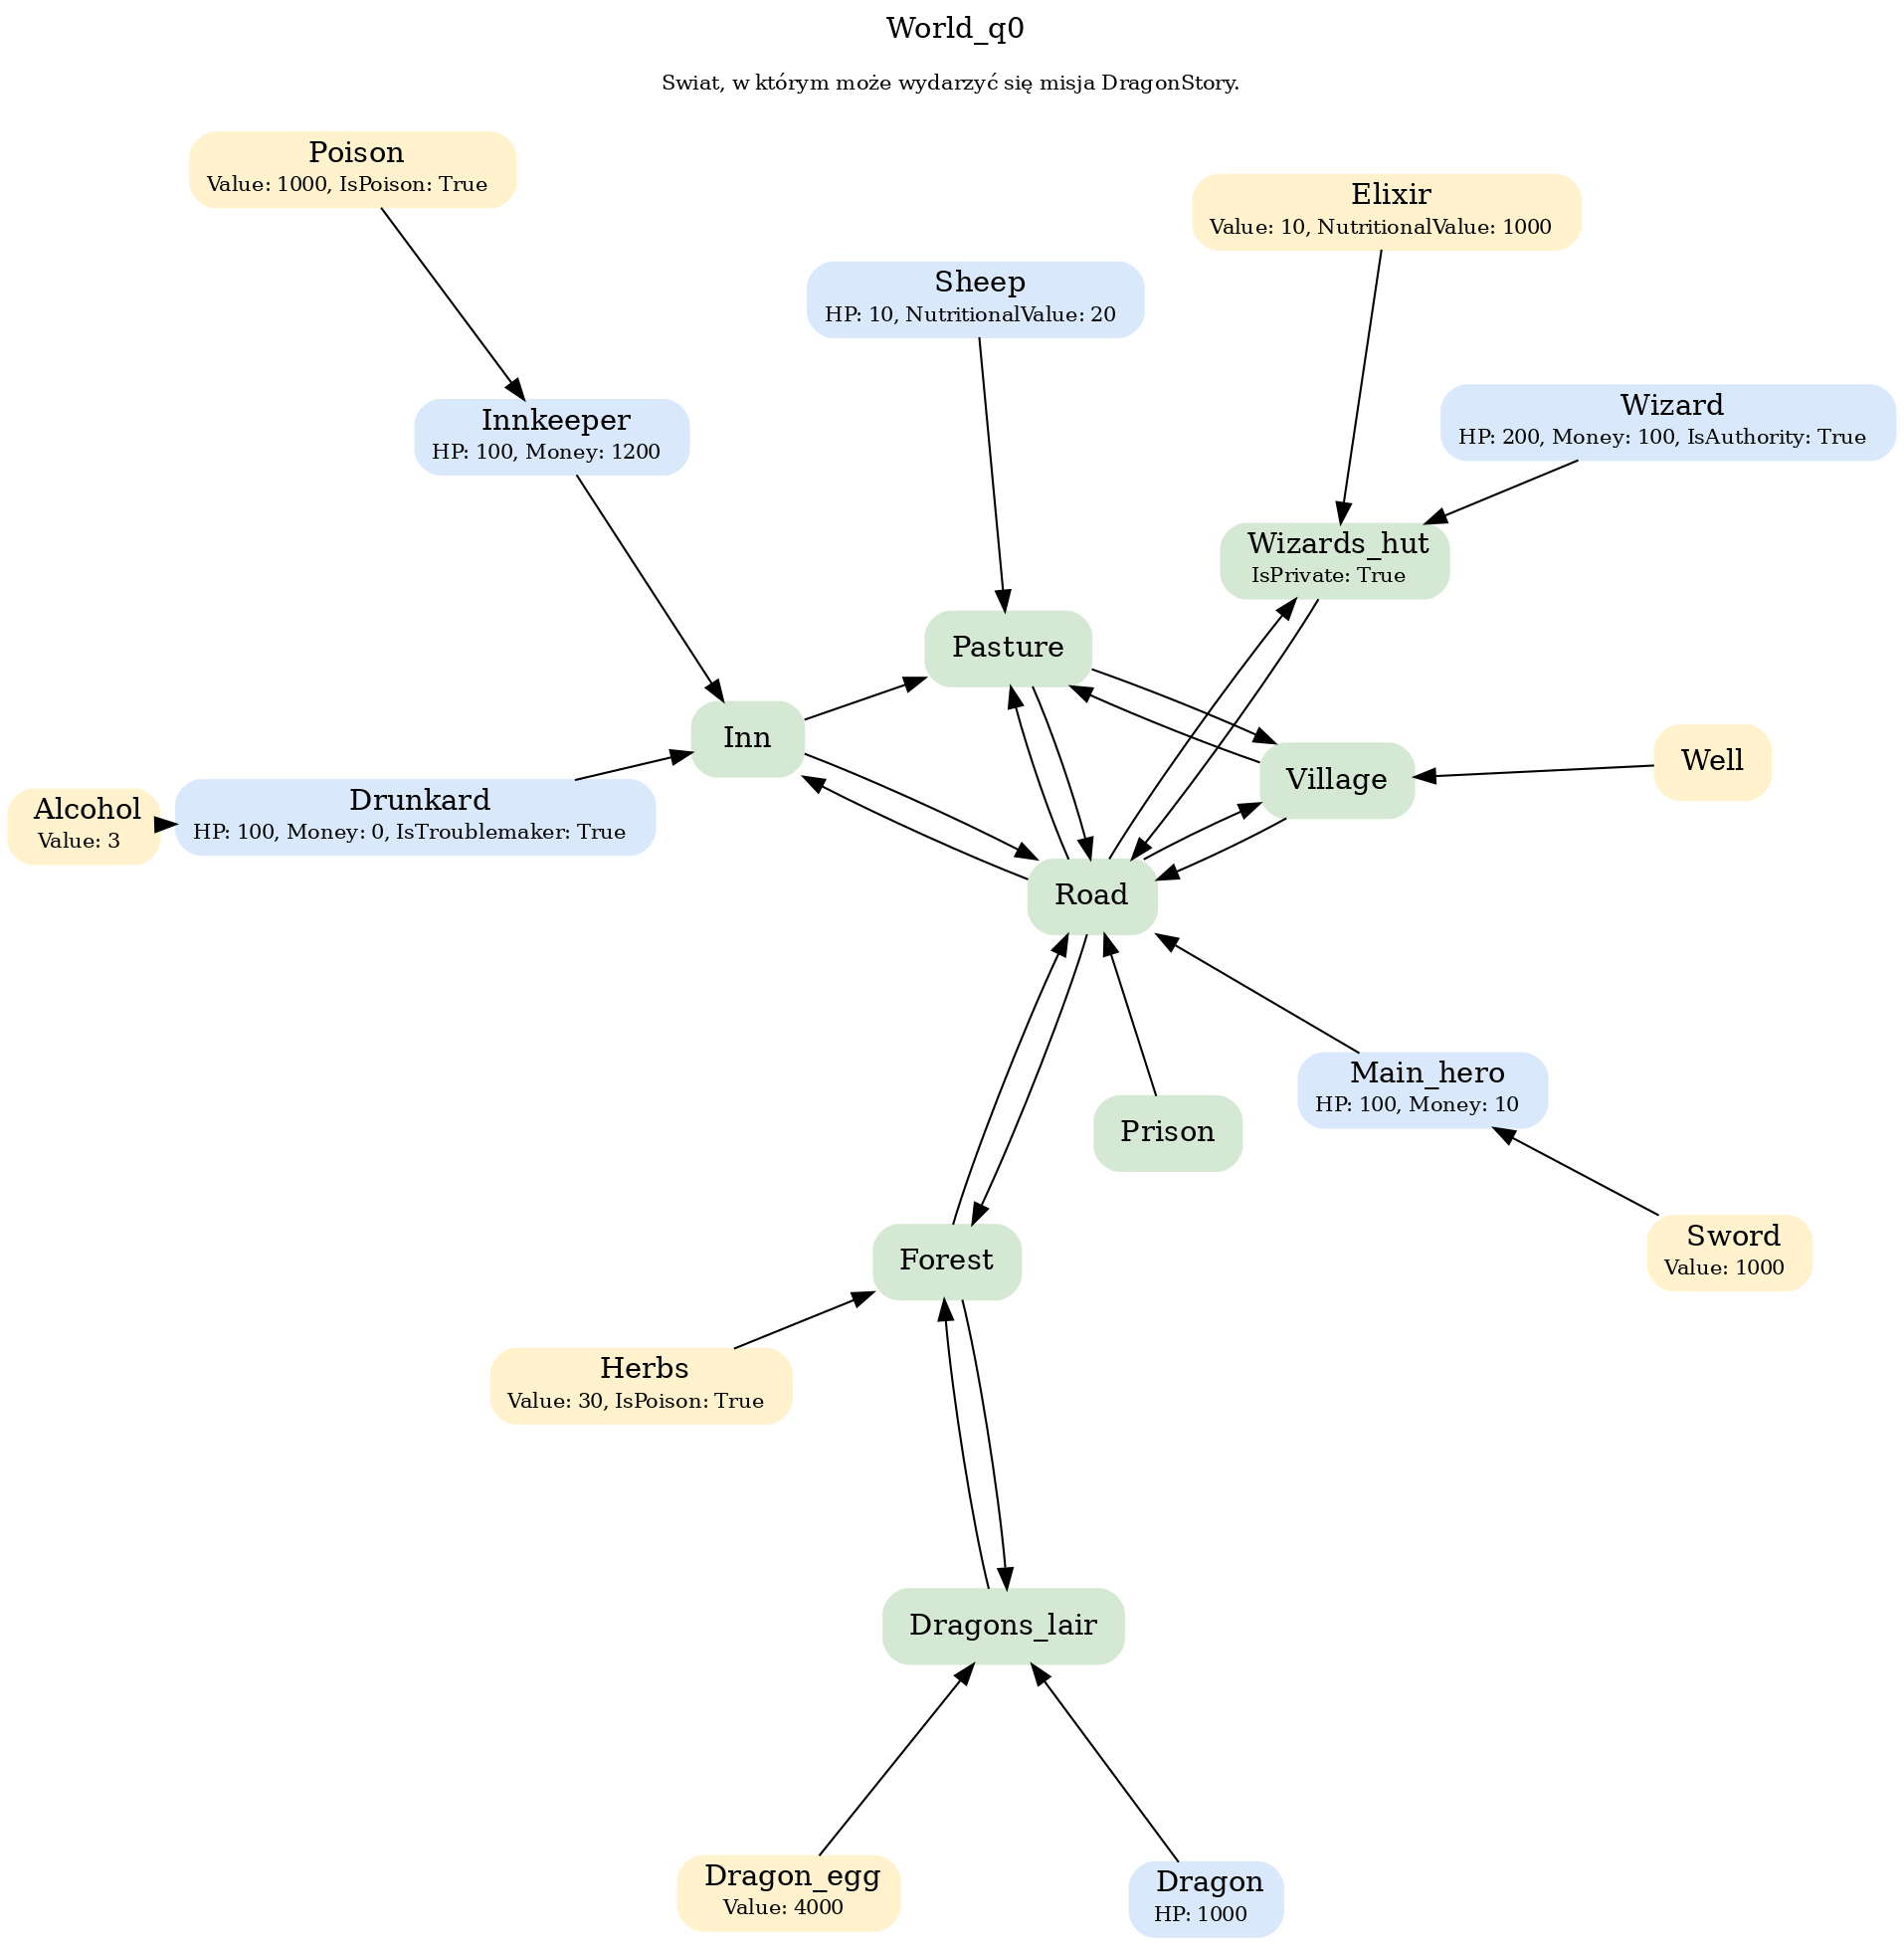 World_q0
Swiat, w którym może wydarzyć się misja DragonStory.
Poison
Value: 1000, IsPoison: True
Elixir
Value: 10, NutritionalValue: 1000
Sheep
HP: 10, NutritionalValue: 20
Innkeeper
HP: 100, Money: 1200
Wizard
HP: 200, Money: 100, IsAuthority: True
Wizards_hut
IsPrivate: True
Pasture
Inn
Village
Well
Alcohol
Value: 3
Drunkard
HP: 100, Money: 0, IsTroublemaker: True
Road
Main_hero
HP: 100, Money: 10
Prison
Forest
Sword
Value: 1000
Herbs
Value: 30, IsPoison: True
Dragons_lair
Dragon_egg
Value: 4000
Dragon
HP: 1000